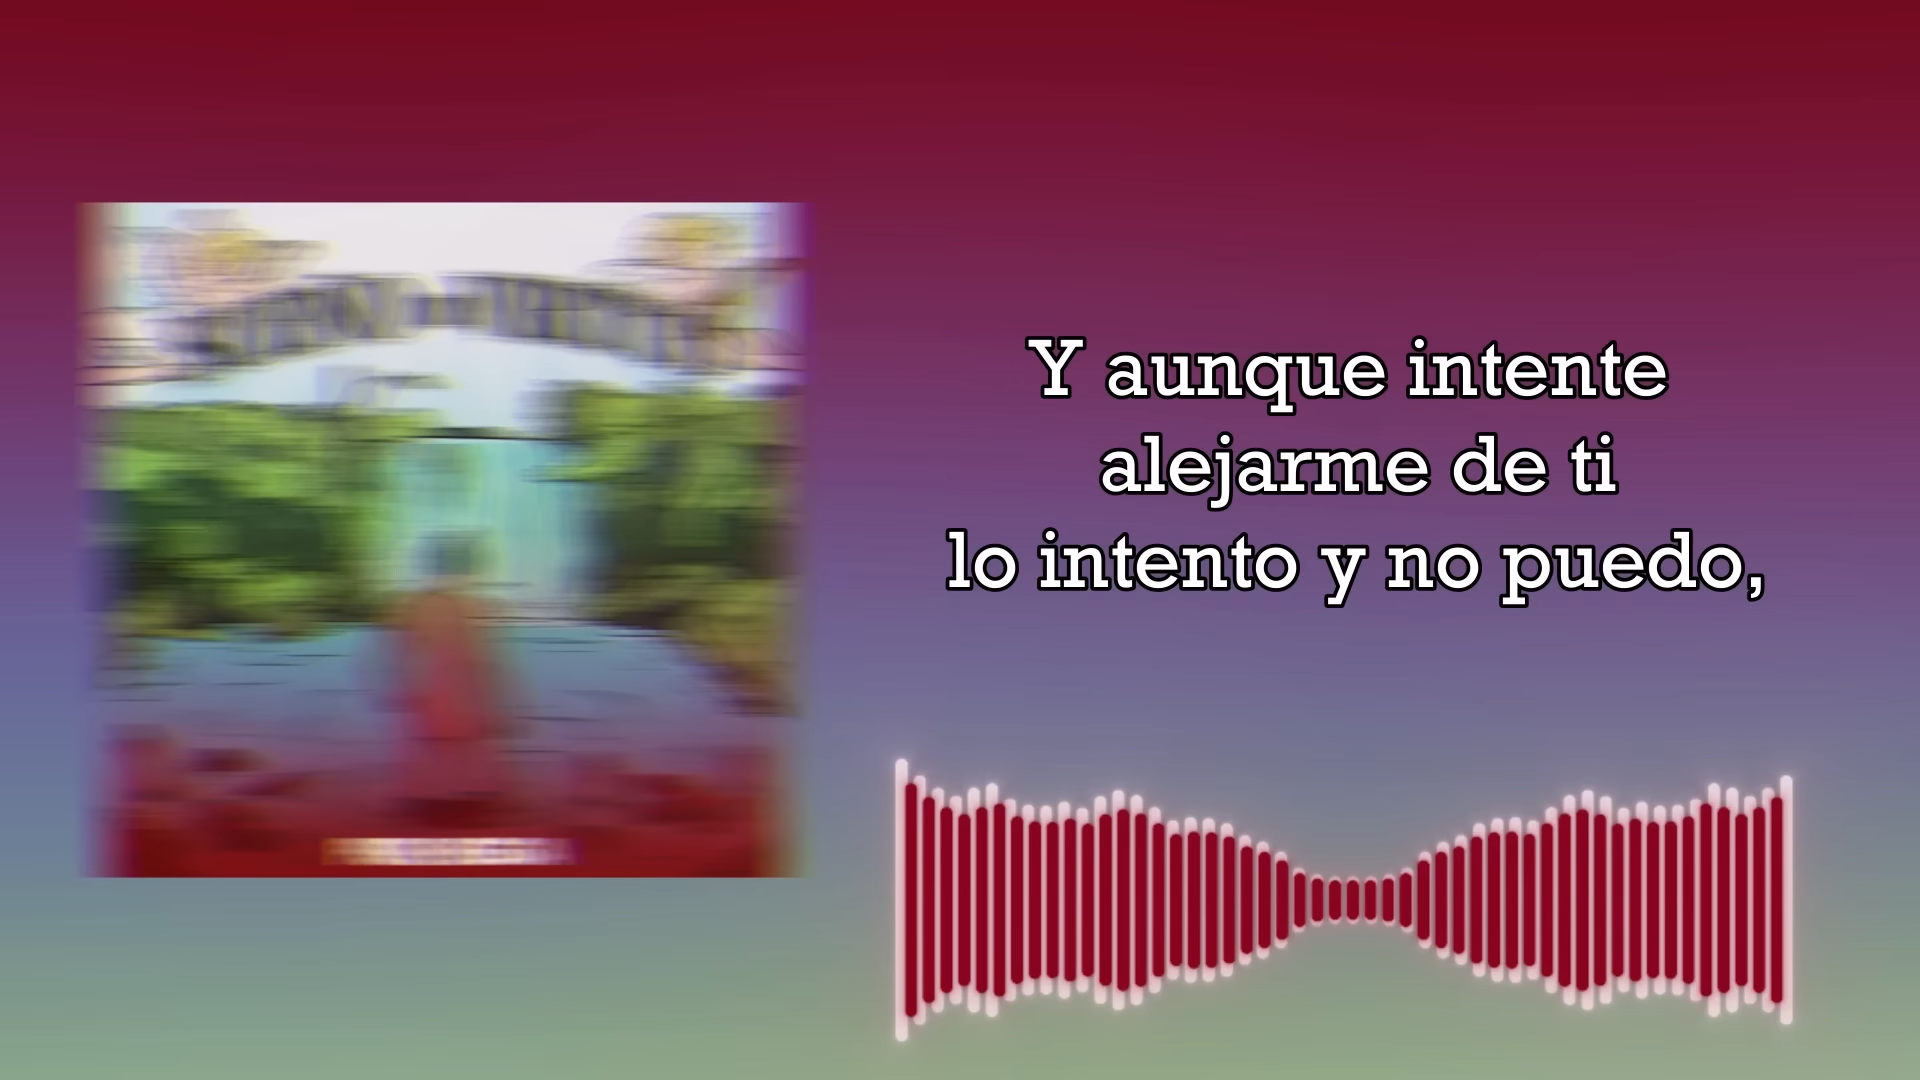 Y aunque intente
alejarme de ti
lo intento y no puedo,